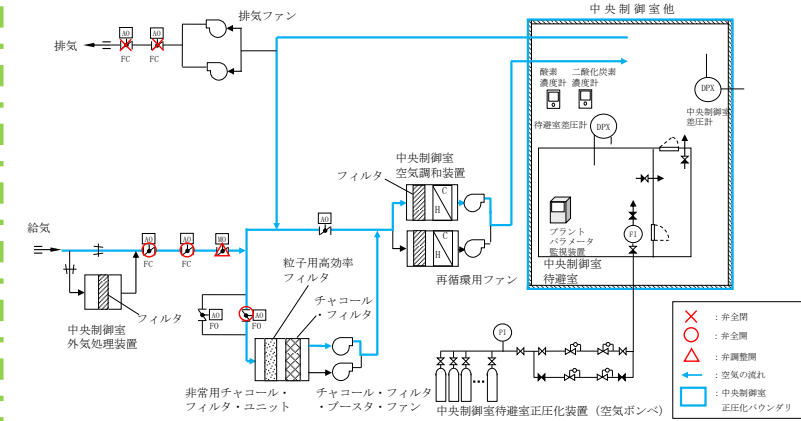 中央制御室他
排気ファン
AO
AO
排気
FC
FC
酸素
濃度計
二酸化炭素
濃度計
DPX
中央制御室
差圧計
待避室差圧計
DPX
中央制御室
空気調和装置
フィルタ
C
H
C
H
再循環用ファン
AO
給気
AO
AO
MO
FC
FC
フィルタ
中央制御室
外気処理装置
粒子用高効率
フィルタ
チャコール
・フィルタ
AO
FO
AO
FO
非常用チャコール・
フィルタ・ユニット
チャコール・フィルタ
・ブースタ・ファン
プラント
パラメータ
監視装置
中央制御室
待避室
FI
PI
中央制御室待避室正圧化装置（空気ボンベ）
：弁全閉
：弁全開
：弁調整開
：空気の流れ
：中央制御室
正圧化バウンダリ